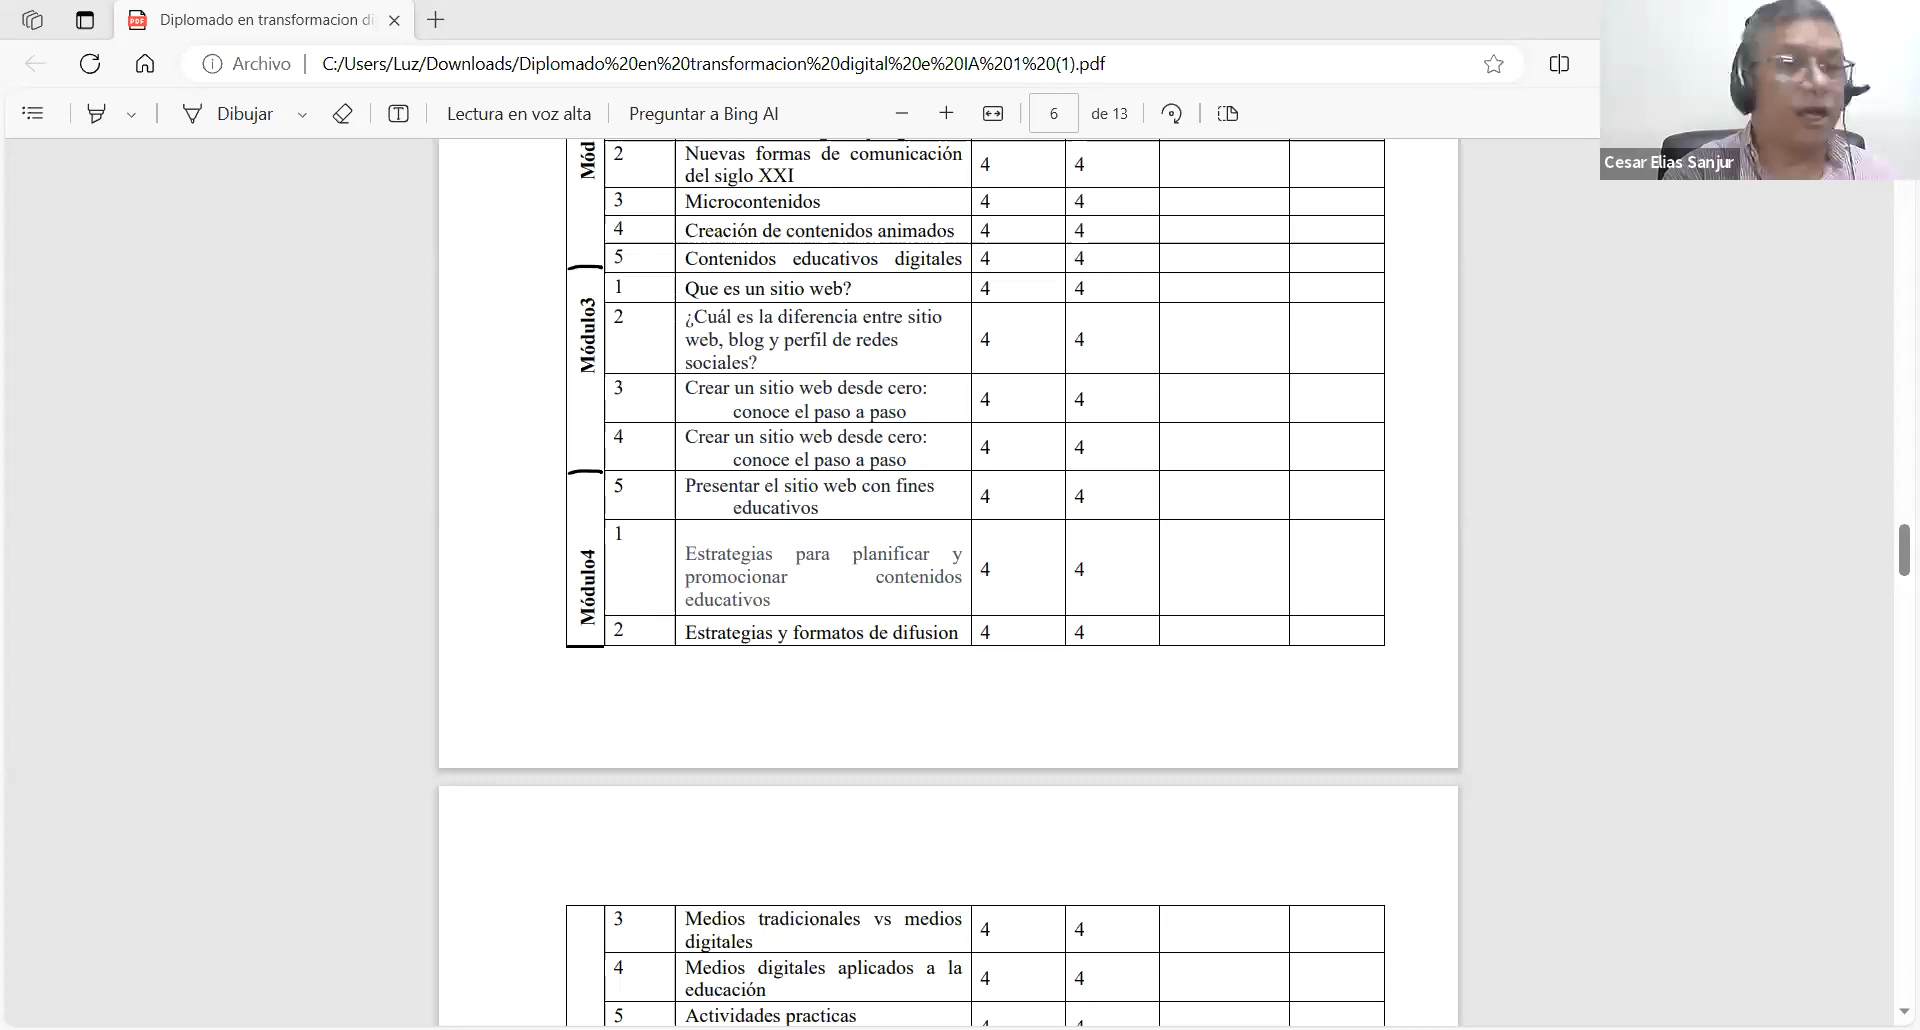 Diplomado en transformacion di
Archivo
C:/Users/Luz/Downloads/Diplomado%20en%20transformacion%20digital%20e%20IA%201%20(1).pdf
Dibujar
Lectura en voz alta
Preguntar a Bing AI
6
de 13
Cesar Elias Sanjur
Mód
2 Nuevas formas de comunicación 4 4
del siglo XXI
3 Microcontenidos 4 4
4 Creación de contenidos animados 4 4
5 Contenidos educativos digitales 4 4
Módulo3
1 Que es un sitio web? 4 4
2 ¿Cuál es la diferencia entre sitio
web, blog y perfil de redes 4 4
sociales?
3 Crear un sitio web desde cero: 4 4
conoce el paso a paso
4 Crear un sitio web desde cero: 4 4
conoce el paso a paso
5 Presentar el sitio web con fines 4 4
educativos
Módulo4
1
Estrategias para planificar y
promocionar contenidos 4 4
educativos
2 Estrategias y formatos de difusion 4 4
3 Medios tradicionales vs medios 4 4
digitales
4 Medios digitales aplicados a la 4 4
educación
5 Actividades practicas 4 4